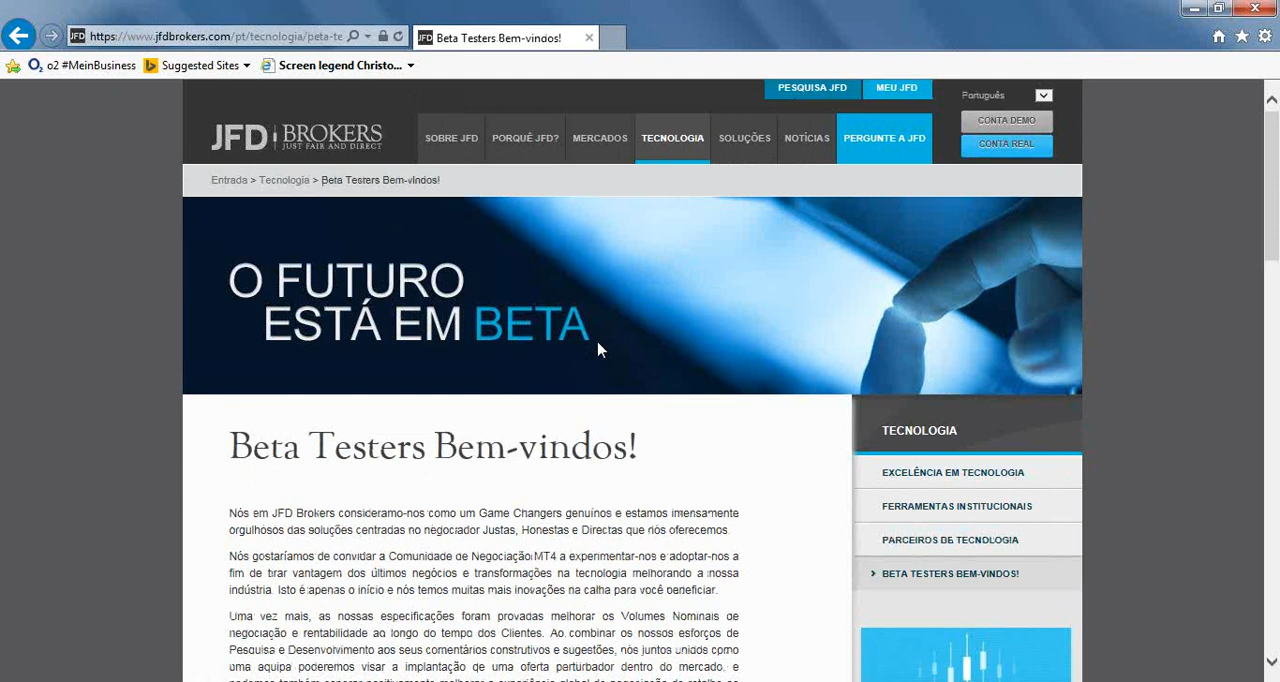 https://www.jfdbrokers.com/pt/tecnologia/peta-te
JFD Beta Testers Bem-vindos!
o2 #MeinBusiness Suggested Sites Screen legend Christo...
PESQUISA JFD MEU JFD Português
JFD BROKERS
JUST FAIR AND DIRECT
SOBRE JFD PORQUÊ JFD? MERCADOS TECNOLOGIA SOLUÇÕES NOTÍCIAS PERGUNTE A JFD
CONTA DEMO
CONTA REAL
Entrada > Tecnologia > Beta Testers Bem-vindos!
O FUTURO
ESTÁ EM BETA
Beta Testers Bem-vindos!
Nós em JFD Brokers consideramo-nos como um Game Changers genuínos e estamos imensamente
orgulhosos das soluções centradas no negociador Justas, Honestas e Directas que nós oferecemos.
Nós gostaríamos de convidar a Comunidade de Negociação MT4 a experimentar-nos e adoptar-nos a
fim de tirar vantagem dos últimos negócios e transformações na tecnologia melhorando a nossa
indústria. Isto é apenas o início e nós temos muitas mais inovações na calha para você beneficiar.
Uma vez mais, as nossas especificações foram provadas melhorar os Volumes Nominais de
negociação e rentabilidade ao longo do tempo dos Clientes. Ao combinar os nossos esforços de
Pesquisa e Desenvolvimento aos seus comentários construtivos e sugestões, nós juntos unidos como
uma equipa poderemos visar a implantação de uma oferta perturbador dentro do mercado, e
TECNOLOGIA
EXCELÊNCIA EM TECNOLOGIA
FERRAMENTAS INSTITUCIONAIS
PARCEIROS DE TECNOLOGIA
BETA TESTERS BEM-VINDOS!